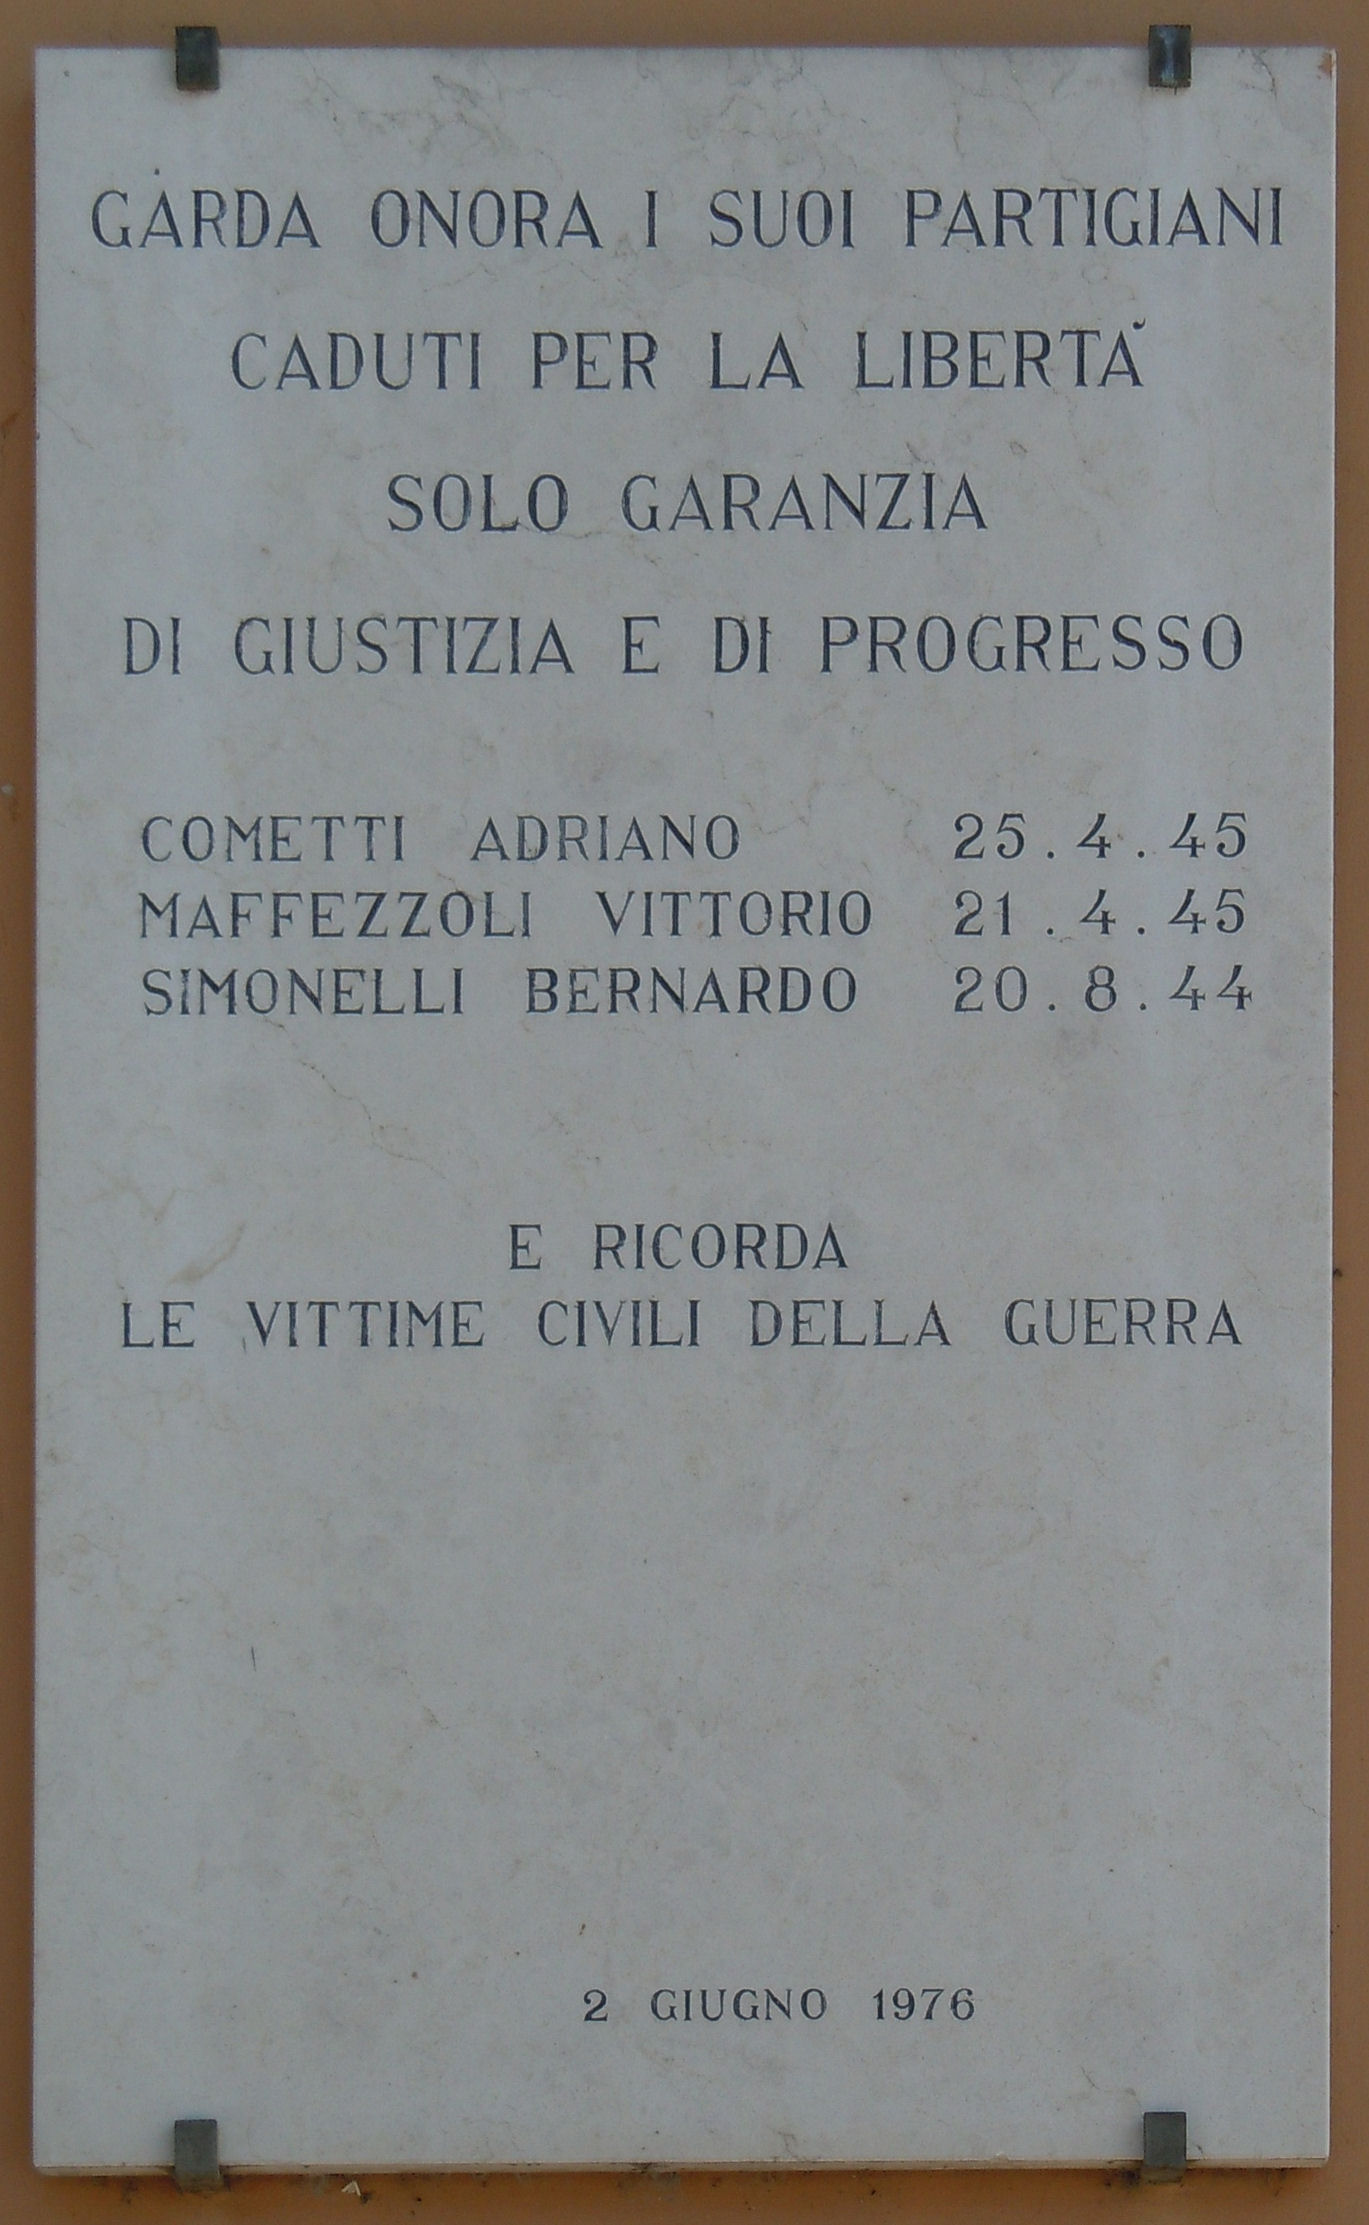 GARDA ONORA I SUOI PARTIGIANI
CADUTI PER LA LIBERTÀ
SOLO GARANZIA
DI GIUSTIZIA E DI PROGRESSO
COMETTI ADRIANO 25.4.45
MAFFEZZOLI VITTORIO 21.4.45
SIMONELLI BERNARDO 20.8.44
E RICORDA
LE VITTIME CIVILI DELLA GUERRA
2 GIUGNO 1976